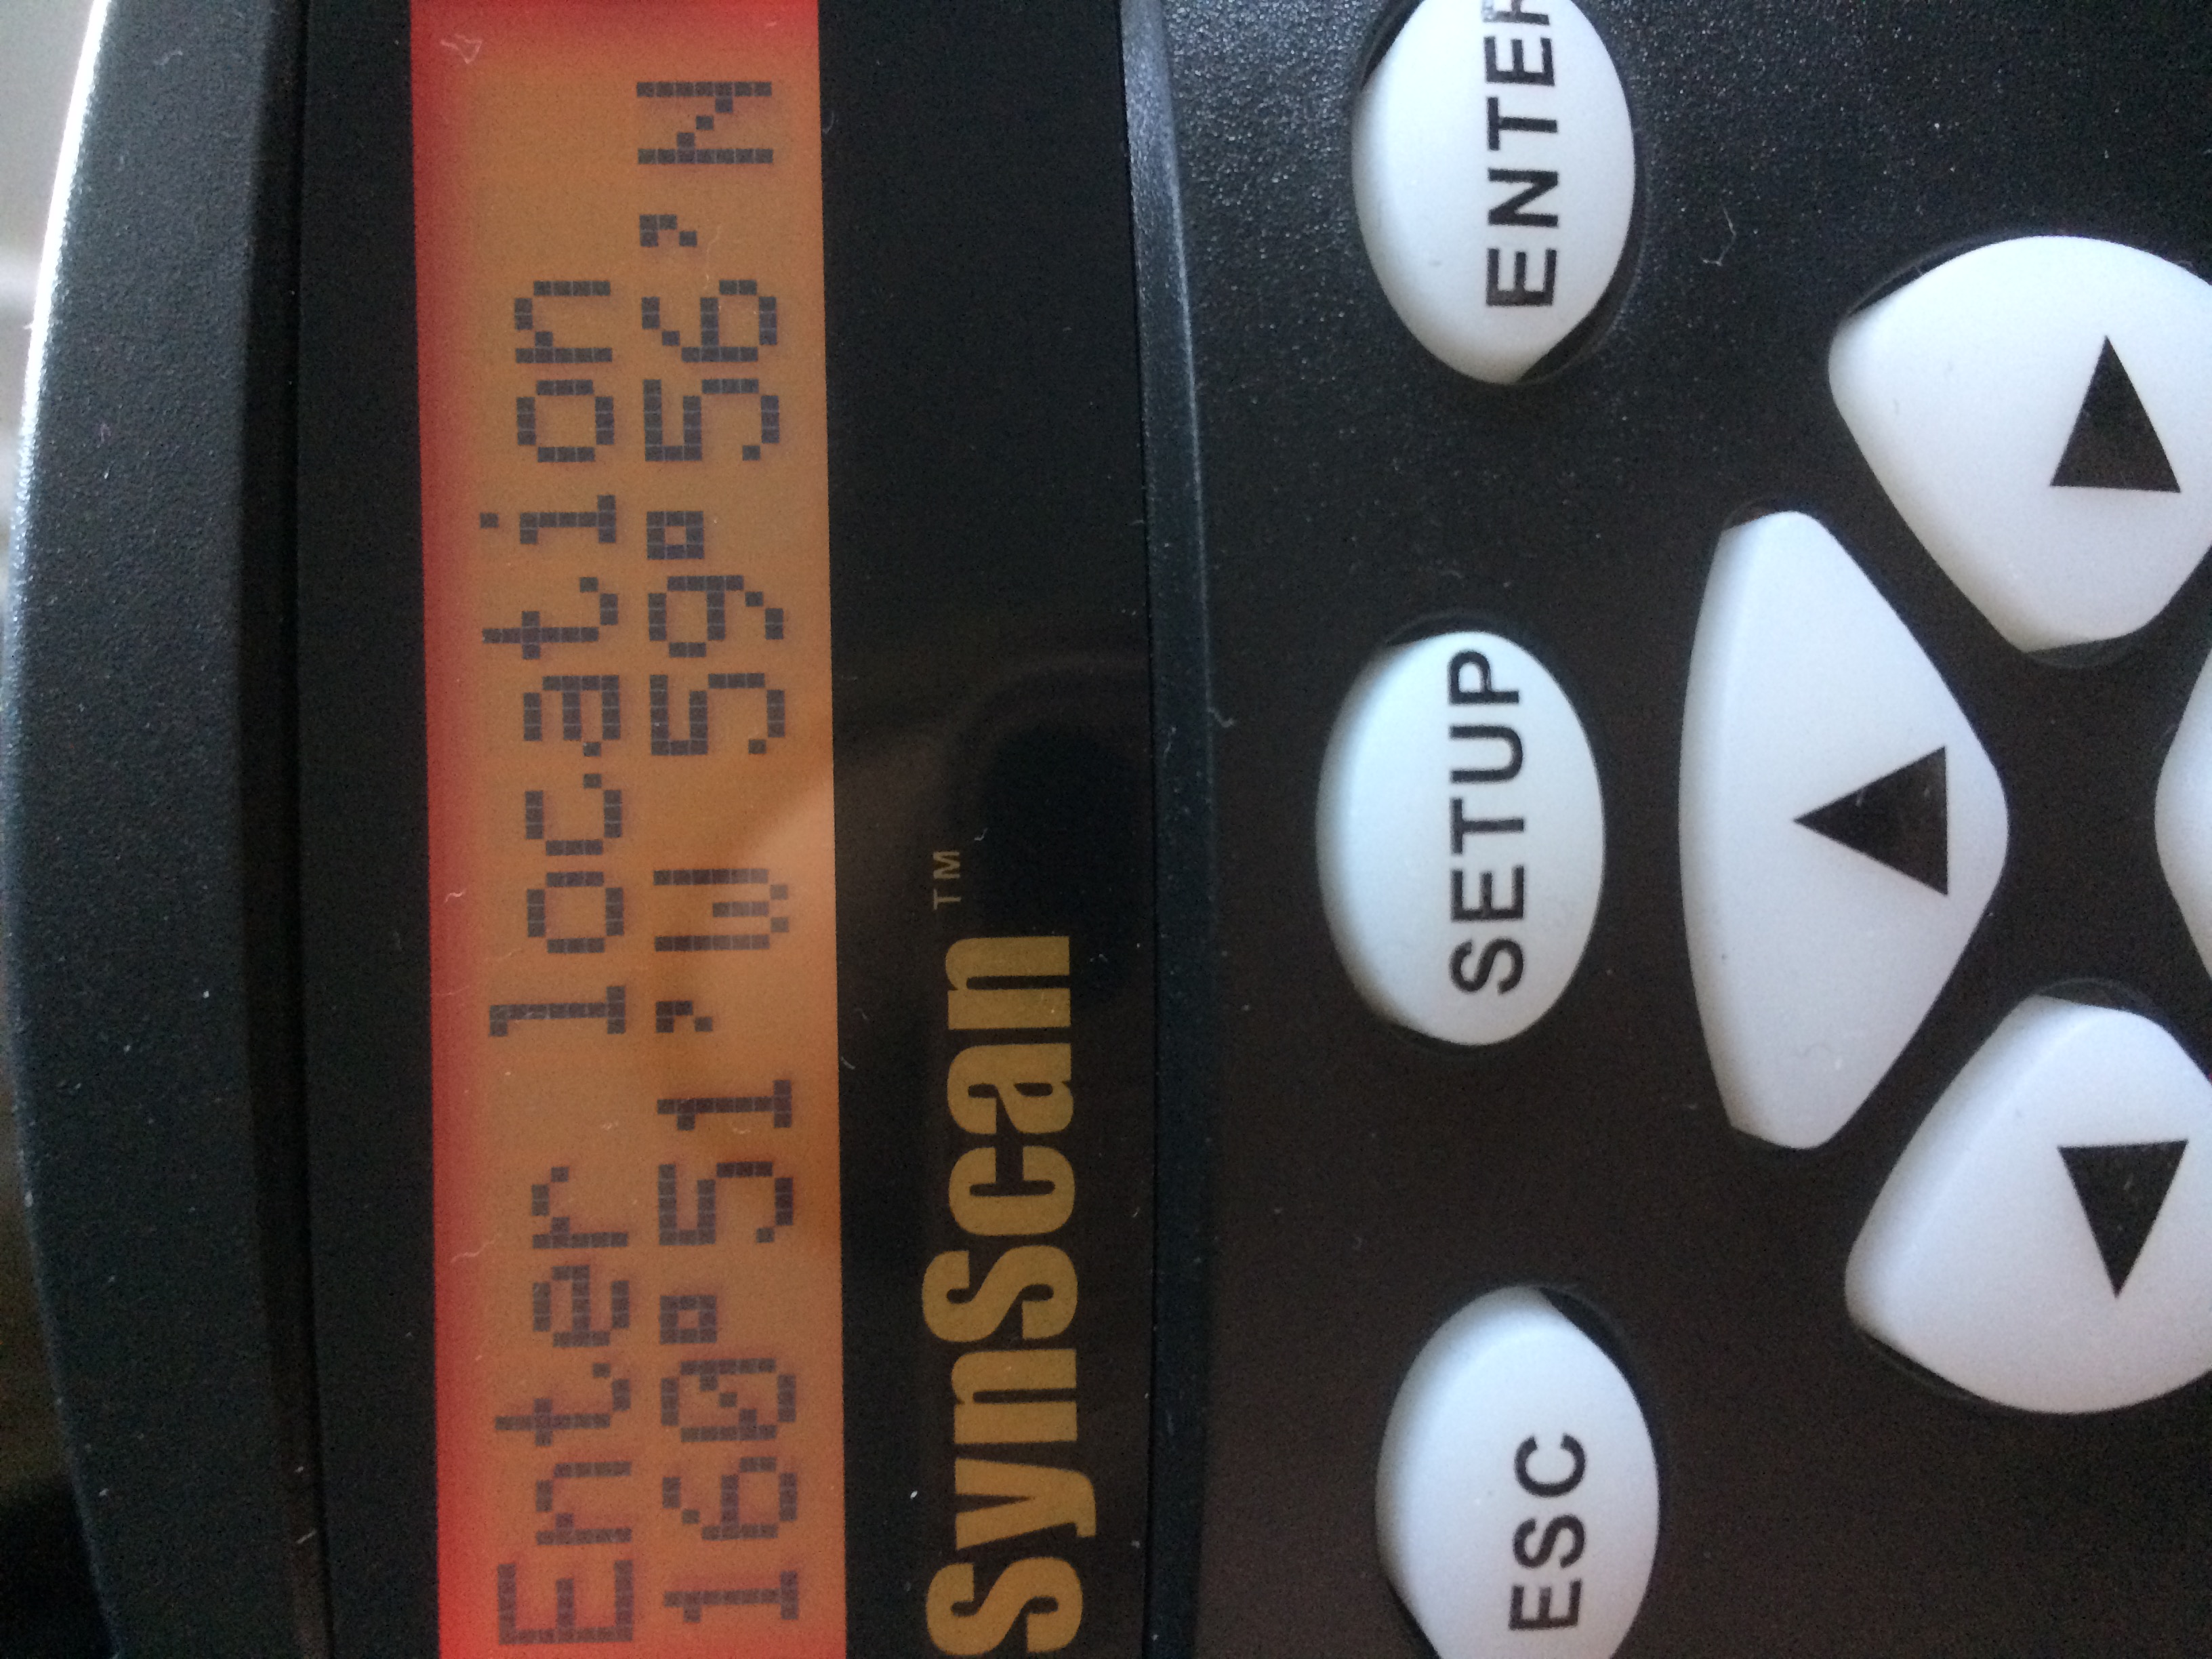 Enter location
160°51'W 59°56'N
SynScan™
ESC SETUP ENTER